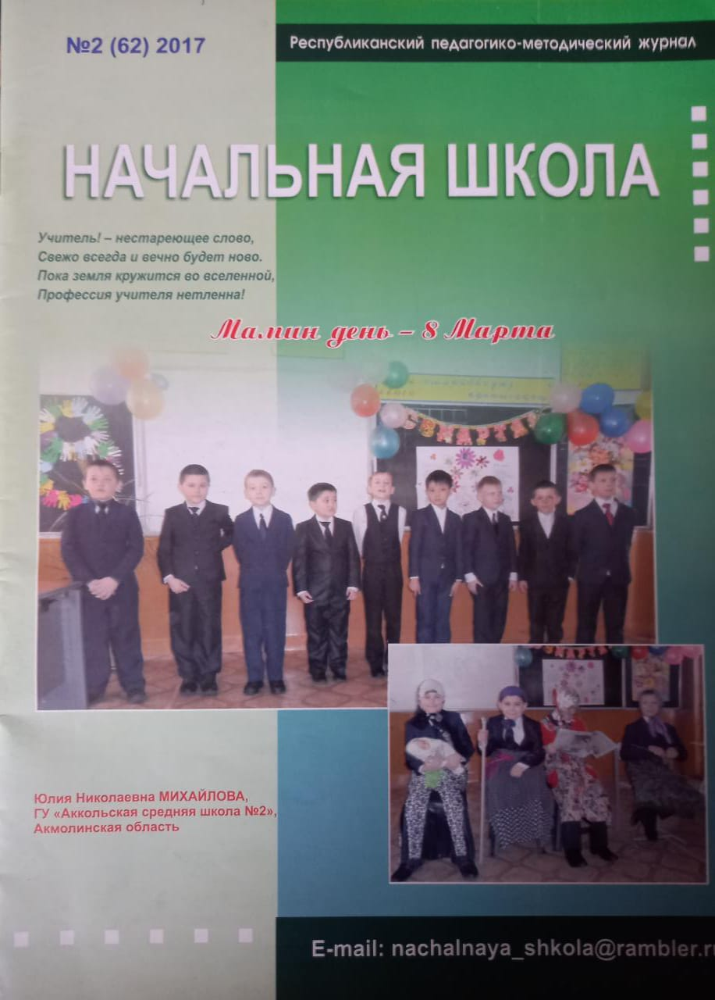 №2 (62) 2017
Республиканский педагогико-методический журнал
НАЧАЛЬНАЯ ШКОЛА
Учитель! – нестареющее слово,
Свежо всегда и вечно будет ново.
Пока земля кружится во вселенной,
Профессия учителя нетленна!
Мамин день – 8 Марта
Юлия Николаевна МИХАЙЛОВА,
ГУ «Аккольская средняя школа №2»,
Акмолинская область
E-mail: nachalnaya_shkola@rambler.r